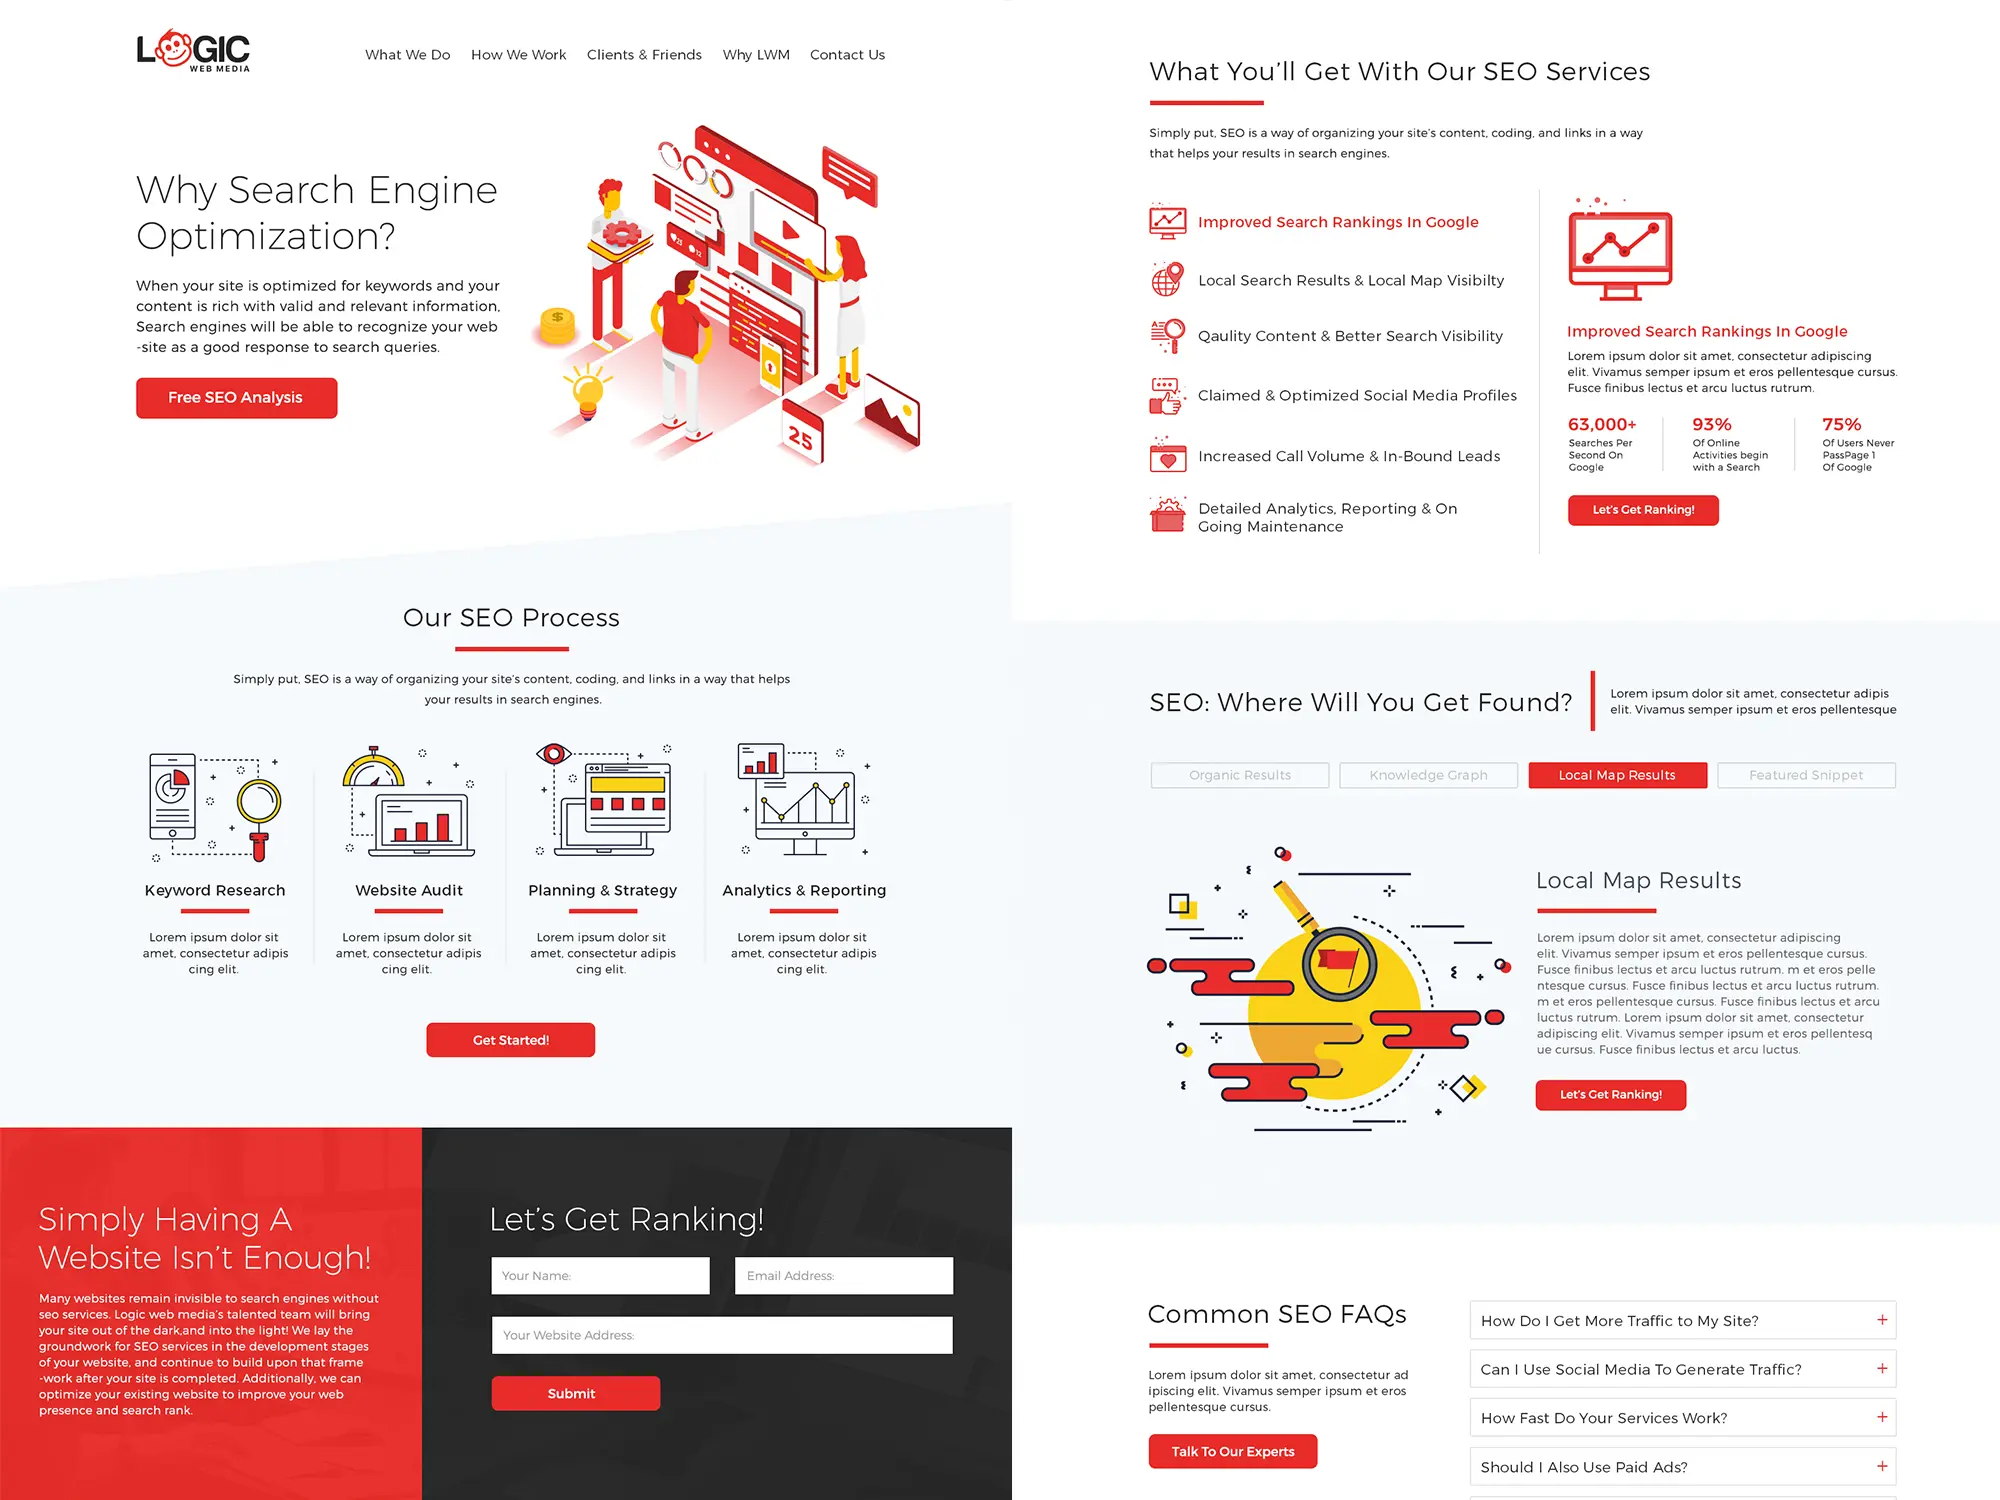 LOGIC
WEB MEDIA
What We Do
How We Work
Clients & Friends
Why LWM
Contact Us
Why Search Engine
Optimization?
When your site is optimized for keywords and your
content is rich with valid and relevant information,
Search engines will be able to recognize your web
-site as a good response to search queries.
Free SEO Analysis
25
Our SEO Process
Simply put, SEO is a way of organizing your site's content, coding, and links in a way that helps
your results in search engines.
Keyword Research
Lorem ipsum dolor sit
amet, consectetur adipis
cing elit.
Website Audit
Lorem ipsum dolor sit
amet, consectetur adipis
cing elit.
Planning & Strategy
Lorem ipsum dolor sit
amet, consectetur adipis
cing elit.
Analytics & Reporting
Lorem ipsum dolor sit
amet, consectetur adipis
cing elit.
Get Started!
Simply Having A
Website Isn't Enough!
Many websites remain invisible to search engines without
seo services. Logic web media's talented team will bring
your site out of the dark,and into the light! We lay the
groundwork for SEO services in the development stages
of your website, and continue to build upon that frame
-work after your site is completed. Additionally, we can
optimize your existing website to improve your web
presence and search rank.
Let's Get Ranking!
Your Name:
Email Address:
Your Website Address:
Submit
What You'll Get With Our SEO Services
Simply put, SEO is a way of organizing your site's content, coding, and links in a way
that helps your results in search engines.
Improved Search Rankings In Google
Local Search Results & Local Map Visibilty
Qaulity Content & Better Search Visibility
Claimed & Optimized Social Media Profiles
Increased Call Volume & In-Bound Leads
Detailed Analytics, Reporting & On
Going Maintenance
Improved Search Rankings In Google
Lorem ipsum dolor sit amet, consectetur adipiscing
elit. Vivamus semper ipsum et eros pellentesque cursus.
Fusce finibus lectus et arcu luctus rutrum.
63,000+
Searches Per
Second On
Google
93%
Of Online
Activities begin
with a Search
75%
Of Users Never
PassPage 1
Of Google
Let's Get Ranking!
SEO: Where Will You Get Found?
Lorem ipsum dolor sit amet, consectetur adipis
elit. Vivamus semper ipsum et eros pellentesque
Organic Results
Knowledge Graph
Local Map Results
Featured Snippet
Local Map Results
Lorem ipsum dolor sit amet, consectetur adipiscing
elit. Vivamus semper ipsum et eros pellentesque cursus.
Fusce finibus lectus et arcu luctus rutrum. m et eros pelle
ntesque cursus. Fusce finibus lectus et arcu luctus rutrum.
m et eros pellentesque cursus. Fusce finibus lectus et arcu
luctus rutrum. Lorem ipsum dolor sit amet, consectetur
adipiscing elit. Vivamus semper ipsum et eros pellentesq
ue cursus. Fusce finibus lectus et arcu luctus.
Let's Get Ranking!
Common SEO FAQs
Lorem ipsum dolor sit amet, consectetur ad
ipiscing elit. Vivamus semper ipsum et eros
pellentesque cursus.
Talk To Our Experts
How Do I Get More Traffic to My Site? +
Can I Use Social Media To Generate Traffic? +
How Fast Do Your Services Work? +
Should I Also Use Paid Ads? +